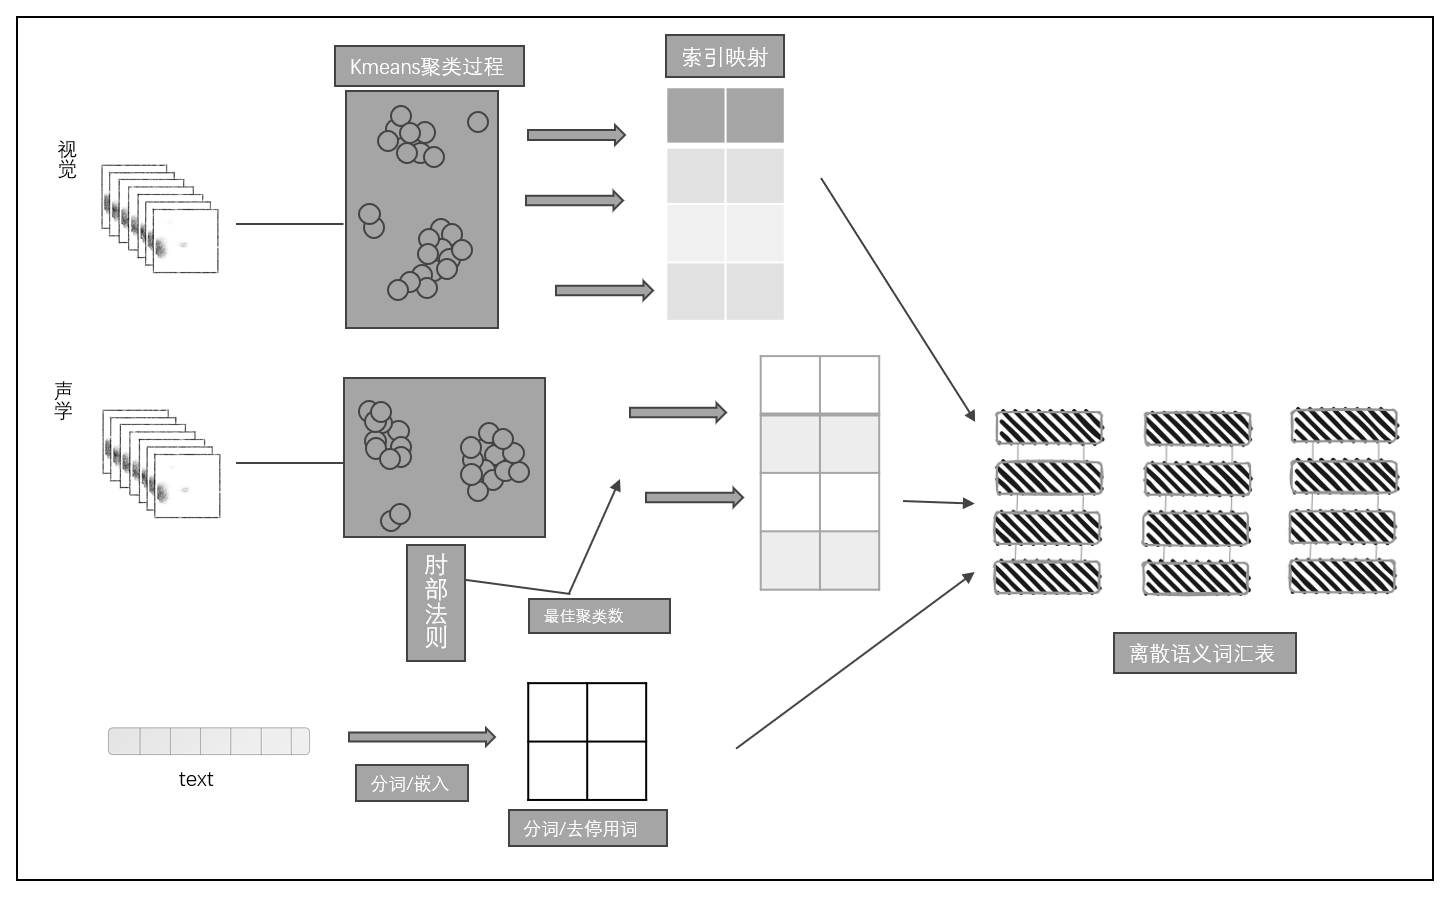 Kmeans聚类过程
索引映射
视觉
声学
肘部法则
最佳聚类数
离散语义词汇表
text
分词/嵌入
分词/去停用词